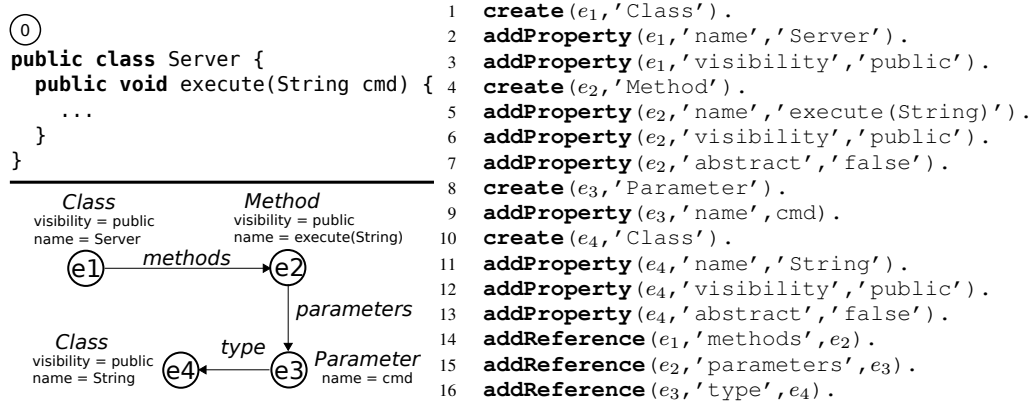 0
public class Server {
  public void execute(String cmd) {
    ...
  }
}
Class
visibility = public
name = Server
Method
visibility = public
name = execute(String)
e1
methods
e2
parameters
Class
visibility = public
name = String
e4
type
e3
Parameter
name = cmd
1 create(e₁,'Class').
2 addProperty(e₁,'name','Server').
3 addProperty(e₁,'visibility','public').
4 create(e₂,'Method').
5 addProperty(e₂,'name','execute(String)').
6 addProperty(e₂,'visibility','public').
7 addProperty(e₂,'abstract','false').
8 create(e₃,'Parameter').
9 addProperty(e₃,'name',cmd).
10 create(e₄,'Class').
11 addProperty(e₄,'name','String').
12 addProperty(e₄,'visibility','public').
13 addProperty(e₄,'abstract','false').
14 addReference(e₁,'methods',e₂).
15 addReference(e₂,'parameters',e₃).
16 addReference(e₃,'type',e₄).